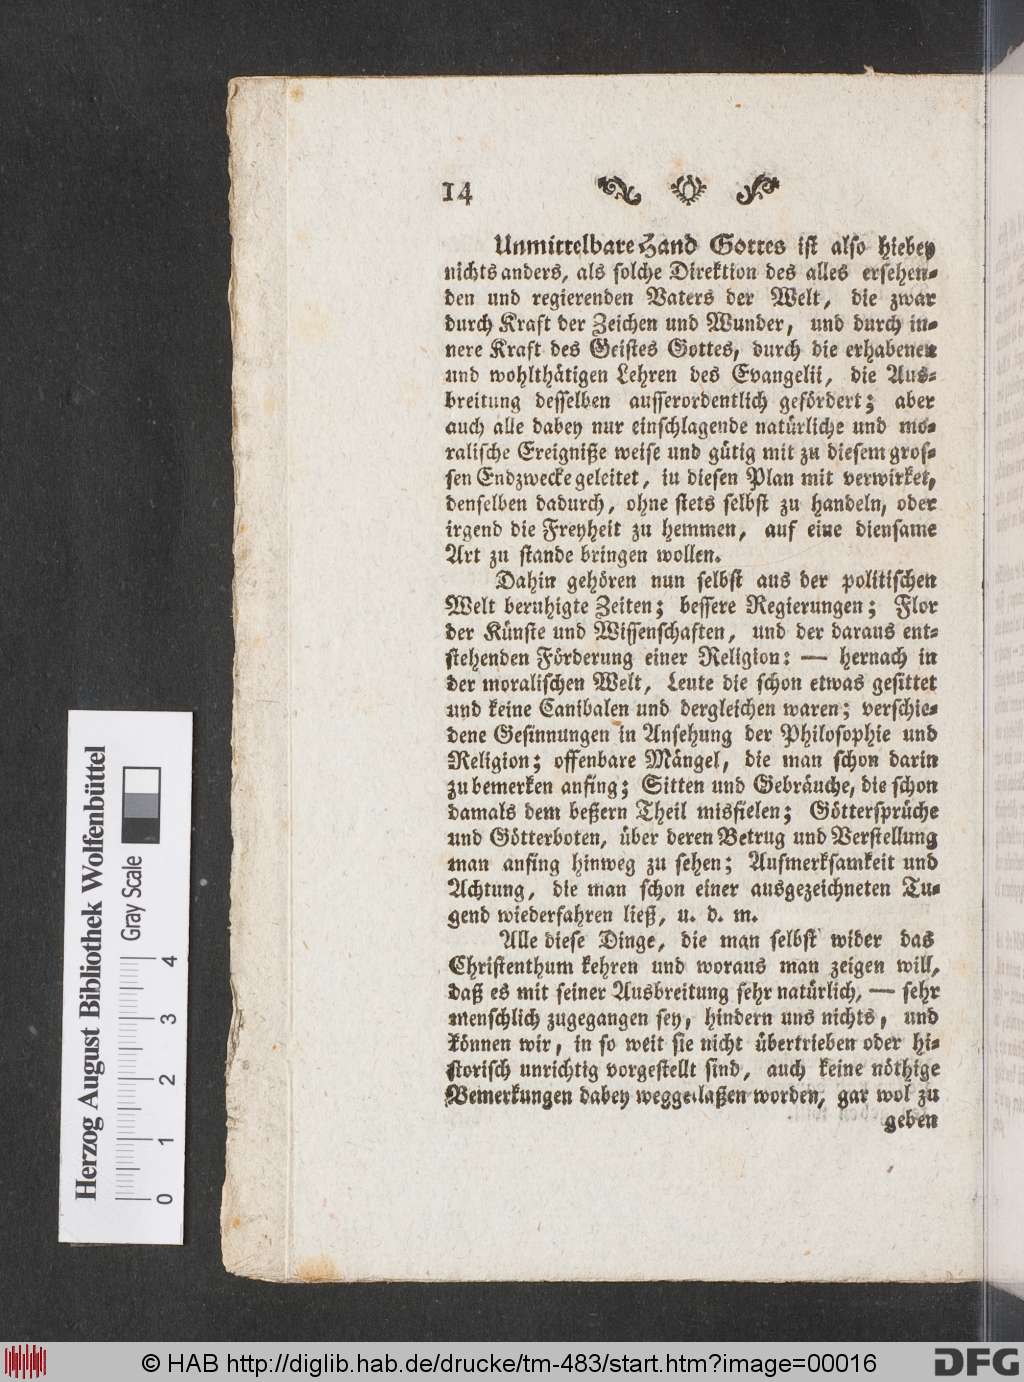 14
Unmittelbare Hand Gottes ist also hiebey
nichts anders, als solche Direktion des alles ersehen-
den und regierenden Vaters der Welt, die zwar
durch Kraft der Zeichen und Wunder, und durch in-
nere Kraft des Geistes Gottes, durch die erhabenen
und wohlthätigen Lehren des Evangelii, die Aus-
breitung desselben ausserordentlich gefördert; aber
auch alle dabey nur einschlagende natürliche und mo-
ralische Ereigniße weise und gütig mit zu diesem gros-
sen Endzwecke geleitet, in diesen Plan mit verwirket,
denselben dadurch, ohne stets selbst zu handeln, oder
irgend die Freyheit zu hemmen, auf eine diensame
Art zu stande bringen wollen.
Dahin gehören nun selbst aus der politischen
Welt beruhigte Zeiten; bessere Regierungen; Flor
der Künste und Wissenschaften, und der daraus ent-
stehenden Förderung einer Religion: — hernach in
der moralischen Welt, Leute die schon etwas gesittet
und keine Canibalen und dergleichen waren; verschie-
dene Gesinnungen in Ansehung der Philosophie und
Religion; offenbare Mängel, die man schon darin
zu bemerken anfing; Sitten und Gebräuche, die schon
damals dem beßern Theil misfielen; Göttersprüche
und Götterboten, über deren Betrug und Verstellung
man anfing hinweg zu sehen; Aufmerksamkeit und
Achtung, die man schon einer ausgezeichneten Tu-
gend wiederfahren ließ, u. d. m.
Alle diese Dinge, die man selbst wider das
Christenthum kehren und woraus man zeigen will,
daß es mit seiner Ausbreitung sehr natürlich, — sehr
menschlich zugegangen sey, hindern uns nichts, und
können wir, in so weit sie nicht übertrieben oder hi-
storisch unrichtig vorgestellt sind, auch keine nöthige
Bemerkungen dabey weggelaßen worden, gar wol zu
geben
Herzog August Bibliothek Wolfenbüttel
Gray Scale
0 1 2 3 4
© HAB http://diglib.hab.de/drucke/tm-483/start.htm?image=00016
DFG